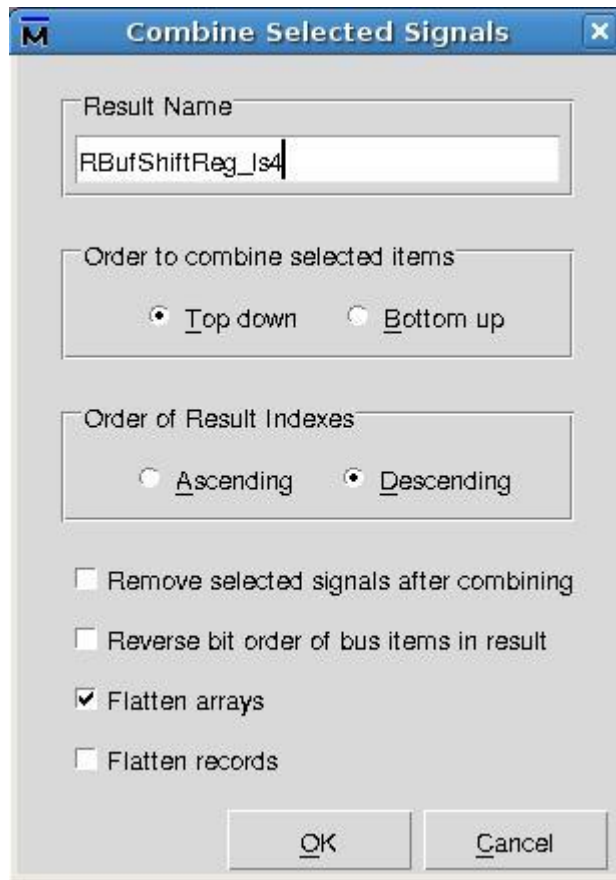 M Combine Selected Signals
Result Name
RBufShiftReg_ls4
Order to combine selected items
Top down Bottom up
Order of Result Indexes
Ascending Descending
Remove selected signals after combining
Reverse bit order of bus items in result
Flatten arrays
Flatten records
OK Cancel